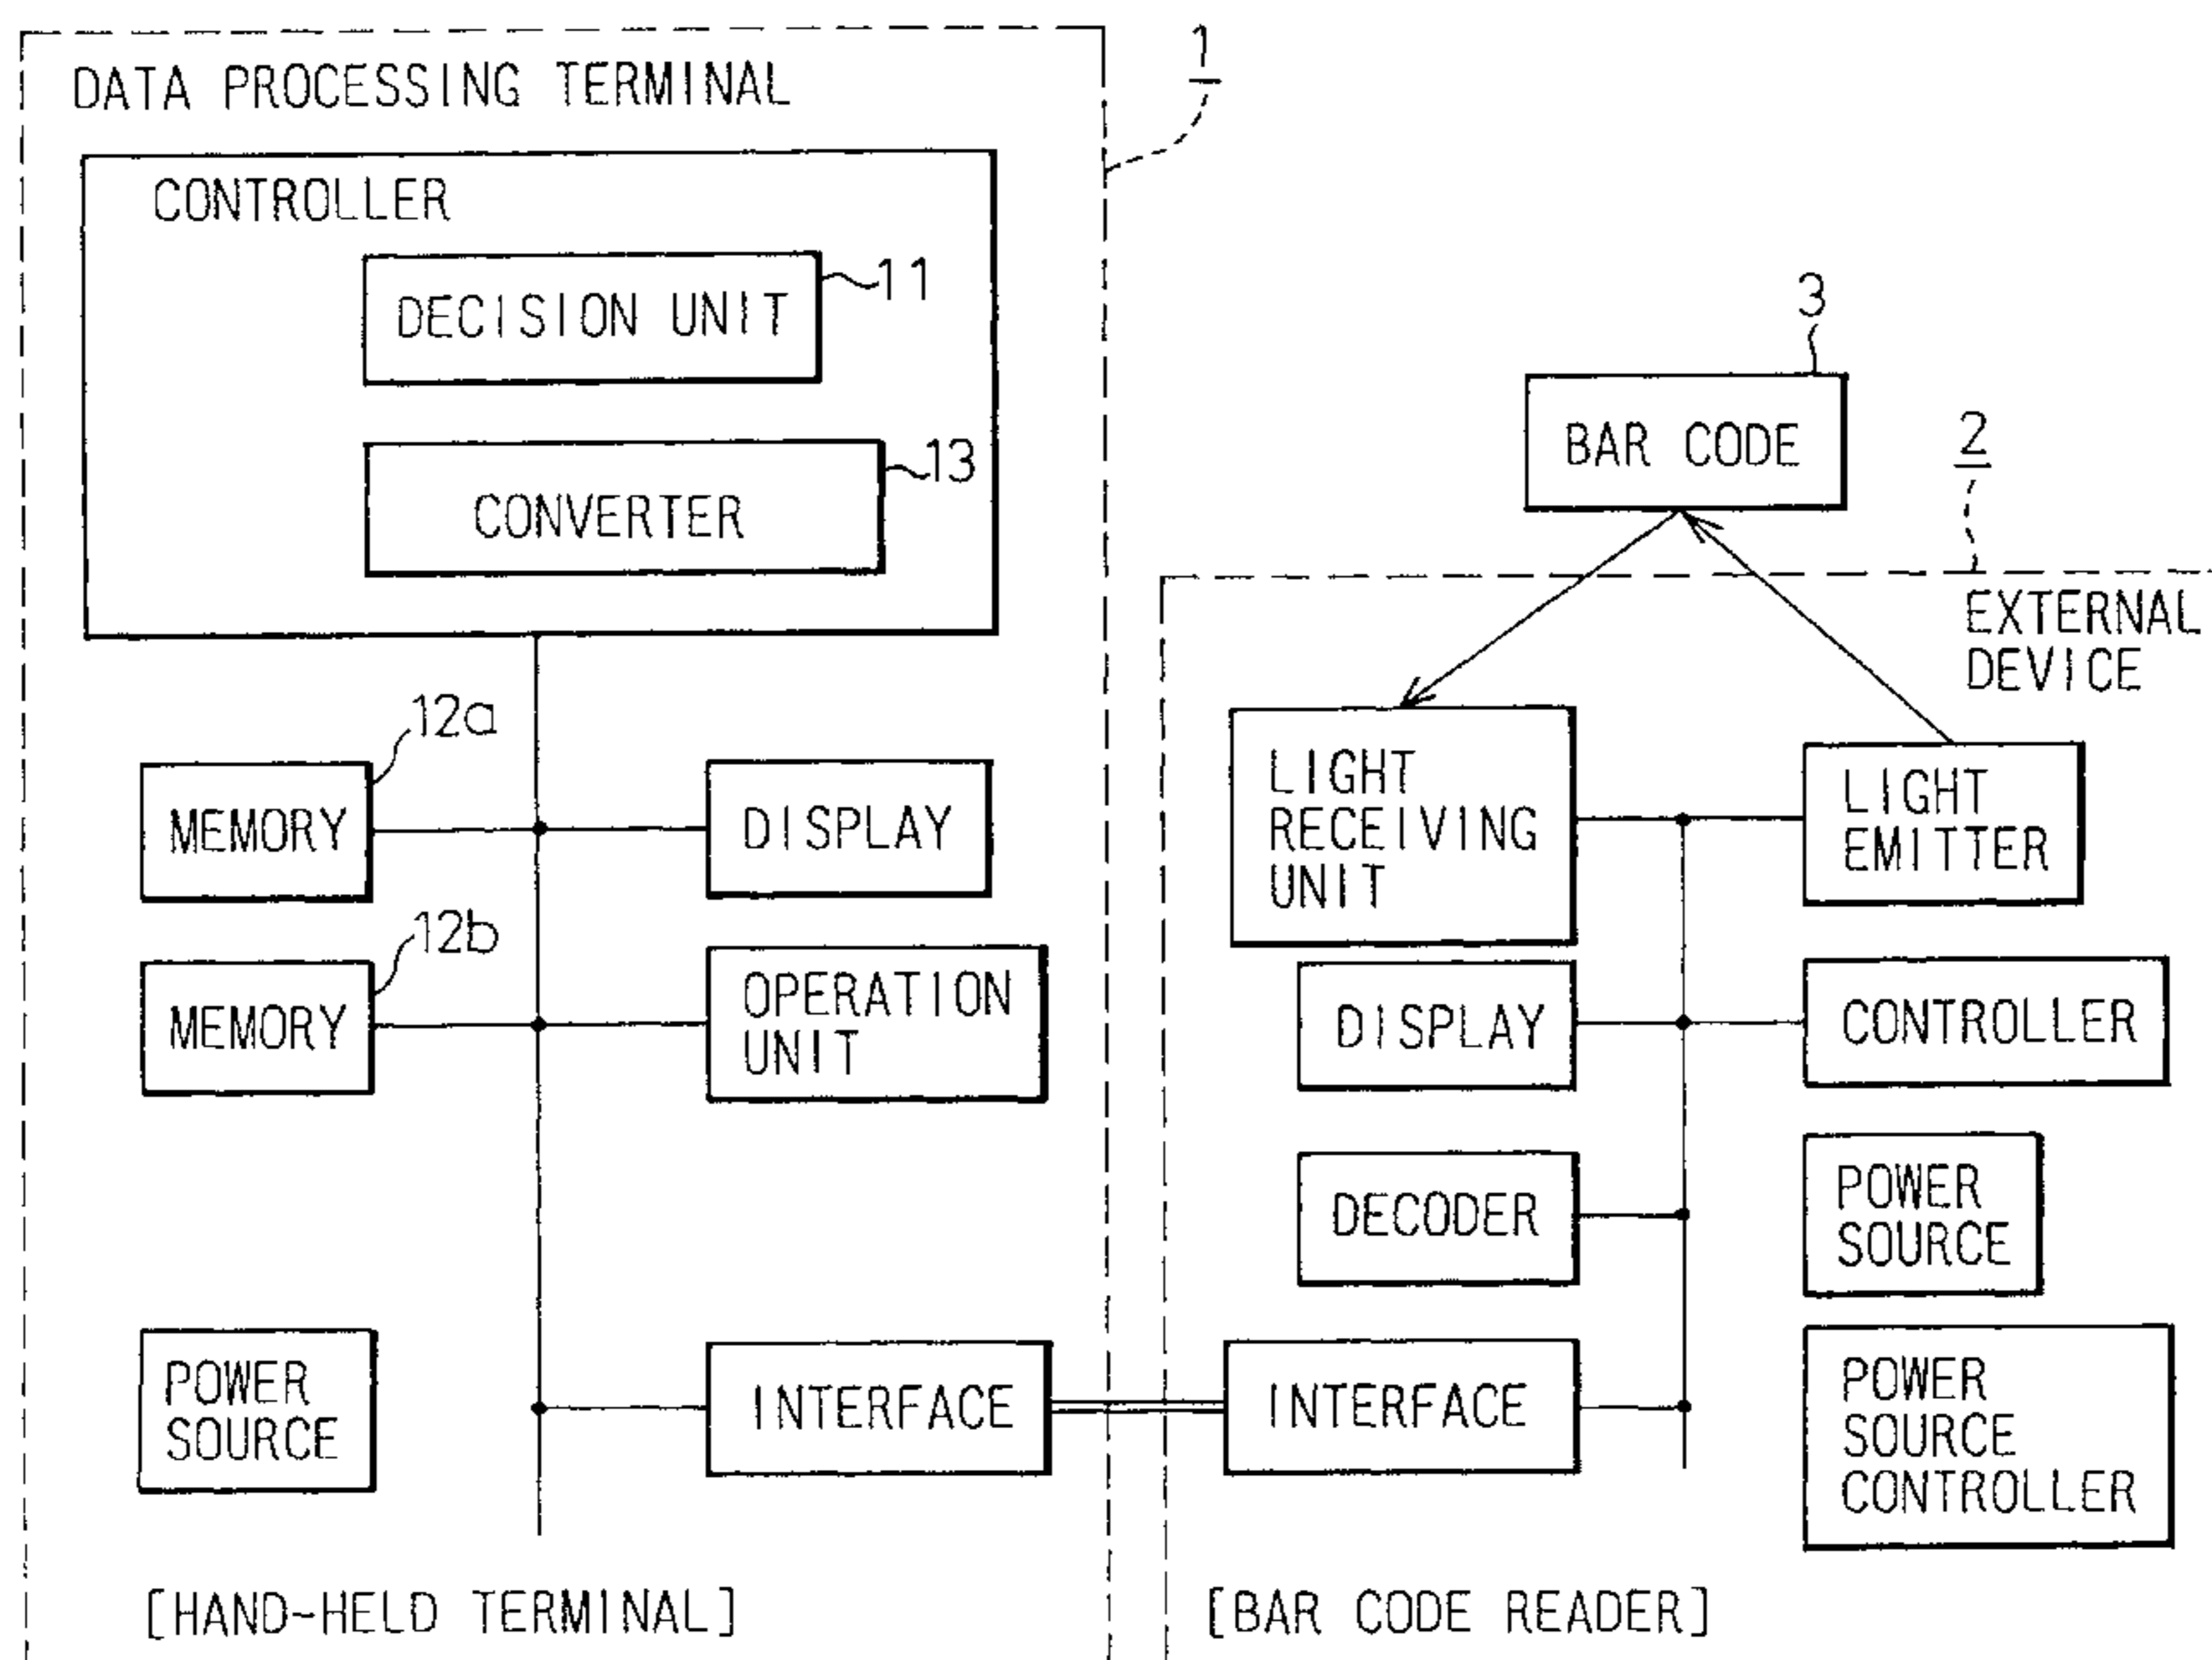 DATA PROCESSING TERMINAL
1
CONTROLLER
DECISION UNIT
11
CONVERTER
13
12a
MEMORY
DISPLAY
12b
MEMORY
OPERATION
UNIT
POWER
SOURCE
INTERFACE
[HAND-HELD TERMINAL]
3
BAR CODE
2
EXTERNAL
DEVICE
LIGHT
RECEIVING
UNIT
LIGHT
EMITTER
DISPLAY
CONTROLLER
DECODER
POWER
SOURCE
INTERFACE
POWER
SOURCE
CONTROLLER
[BAR CODE READER]